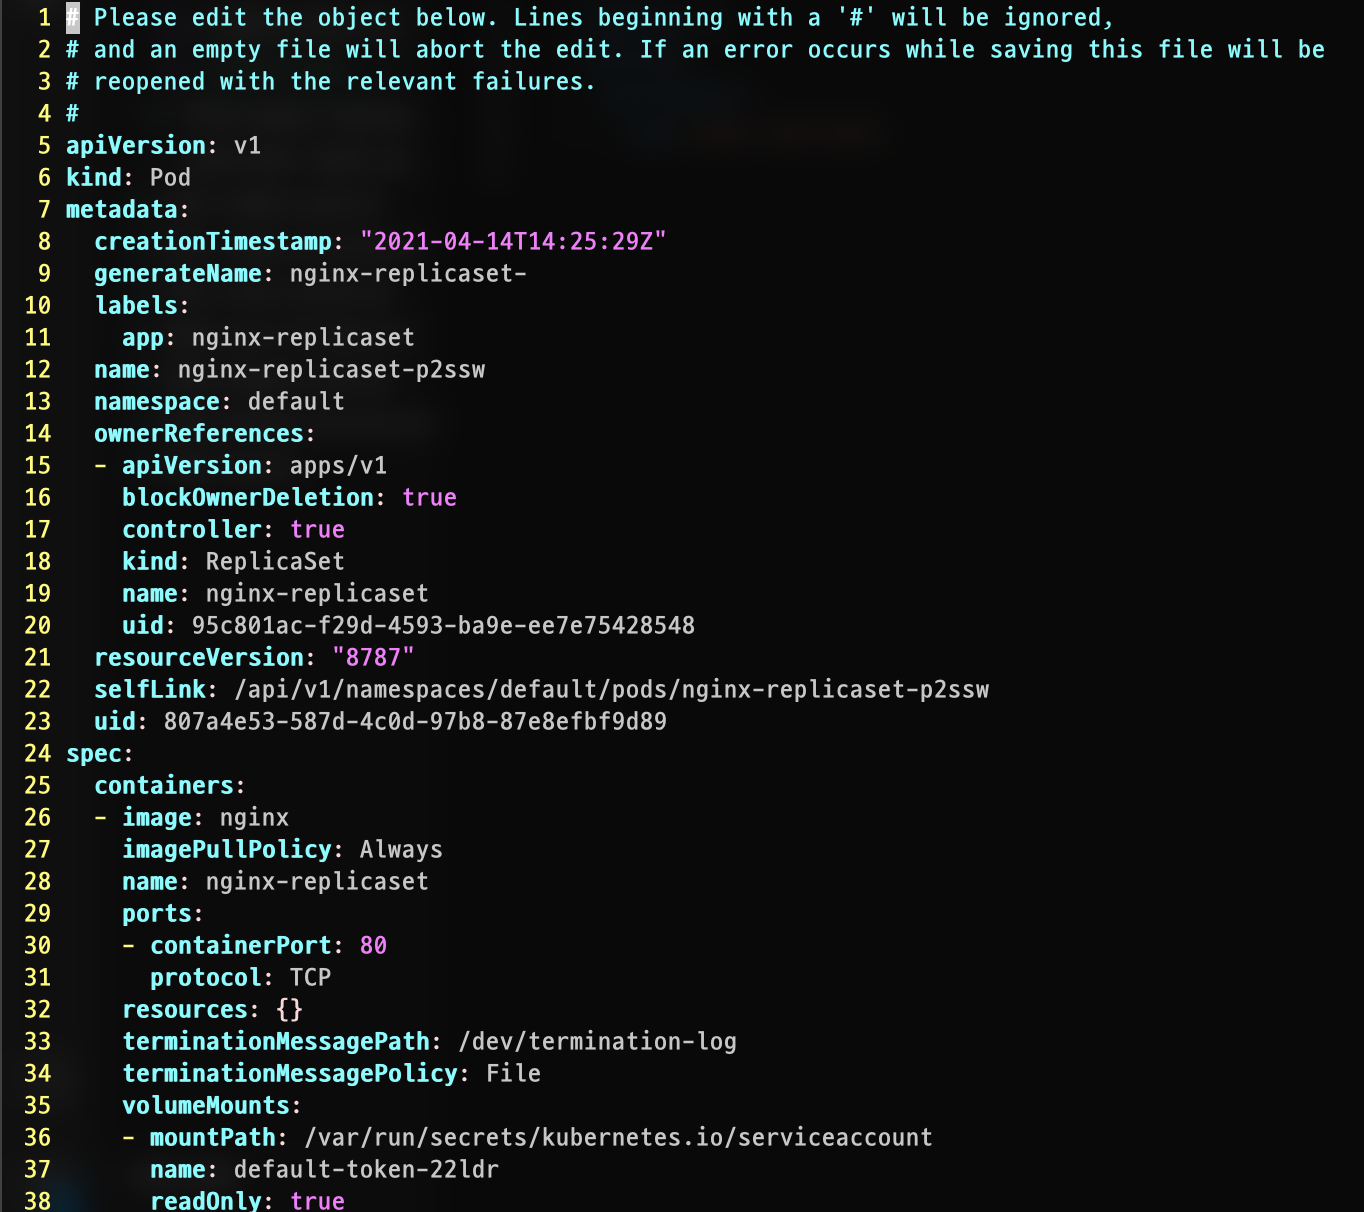 1 # Please edit the object below. Lines beginning with a '#' will be ignored,
2 # and an empty file will abort the edit. If an error occurs while saving this file will be
3 # reopened with the relevant failures.
4 #
5 apiVersion: v1
6 kind: Pod
7 metadata:
8   creationTimestamp: "2021-04-14T14:25:29Z"
9   generateName: nginx-replicaset-
10   labels:
11     app: nginx-replicaset
12   name: nginx-replicaset-p2ssw
13   namespace: default
14   ownerReferences:
15   - apiVersion: apps/v1
16     blockOwnerDeletion: true
17     controller: true
18     kind: ReplicaSet
19     name: nginx-replicaset
20     uid: 95c801ac-f29d-4593-ba9e-ee7e75428548
21   resourceVersion: "8787"
22   selfLink: /api/v1/namespaces/default/pods/nginx-replicaset-p2ssw
23   uid: 807a4e53-587d-4c0d-97b8-87e8efbf9d89
24 spec:
25   containers:
26   - image: nginx
27     imagePullPolicy: Always
28     name: nginx-replicaset
29     ports:
30     - containerPort: 80
31       protocol: TCP
32     resources: {}
33     terminationMessagePath: /dev/termination-log
34     terminationMessagePolicy: File
35     volumeMounts:
36     - mountPath: /var/run/secrets/kubernetes.io/serviceaccount
37       name: default-token-22ldr
38       readOnly: true